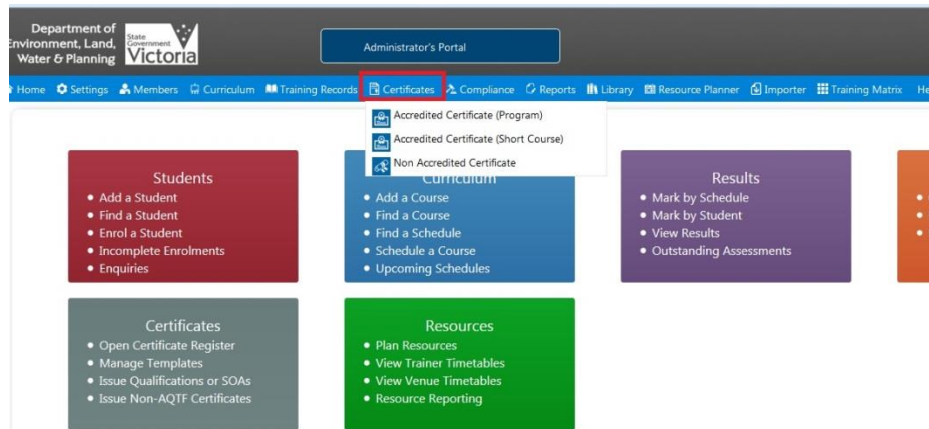 Department of
Environment, Land,
Water & Planning
State
Government
Victoria
Administrator's Portal
Home Settings Members Curriculum Training Records Certificates Compliance Reports Library Resource Planner Importer Training Matrix
Accredited Certificate (Program)
Accredited Certificate (Short Course)
Non Accredited Certificate
Students
• Add a Student
• Find a Student
• Enrol a Student
• Incomplete Enrolments
• Enquiries
Curriculum
• Add a Course
• Find a Course
• Find a Schedule
• Schedule a Course
• Upcoming Schedules
Results
• Mark by Schedule
• Mark by Student
• View Results
• Outstanding Assessments
Certificates
• Open Certificate Register
• Manage Templates
• Issue Qualifications or SOAs
• Issue Non-AQTF Certificates
Resources
• Plan Resources
• View Trainer Timetables
• View Venue Timetables
• Resource Reporting